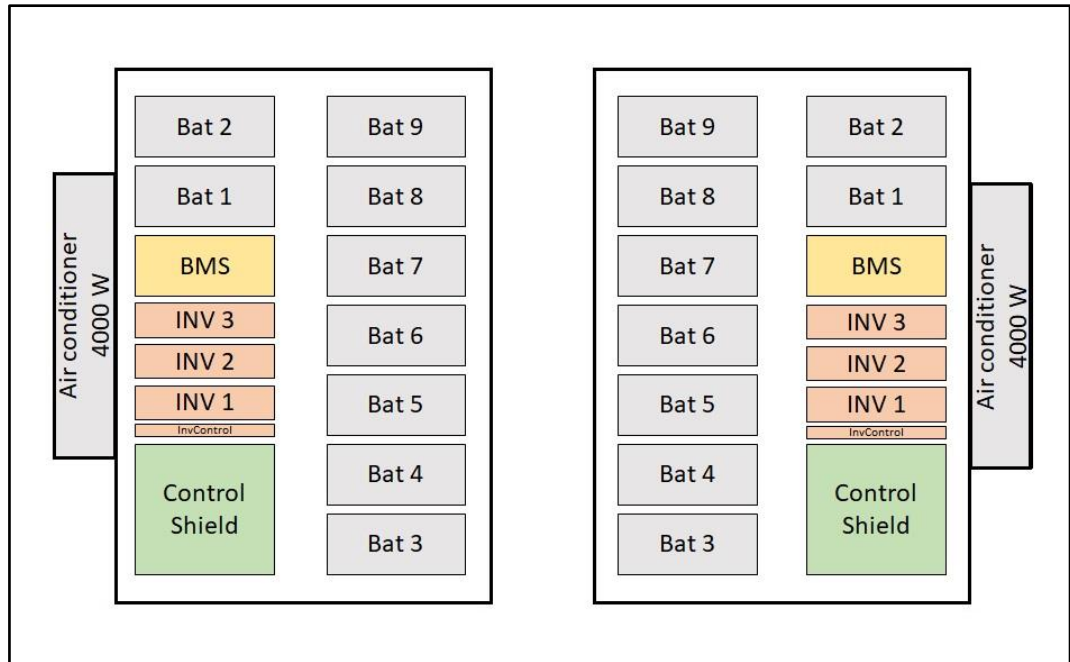 Air conditioner
4000 W
Bat 2
Bat 1
BMS
INV 3
INV 2
INV 1
InvControl
Control
Shield
Bat 9
Bat 8
Bat 7
Bat 6
Bat 5
Bat 4
Bat 3
Bat 9
Bat 8
Bat 7
Bat 6
Bat 5
Bat 4
Bat 3
Bat 2
Bat 1
BMS
INV 3
INV 2
INV 1
InvControl
Control
Shield
Air conditioner
4000 W